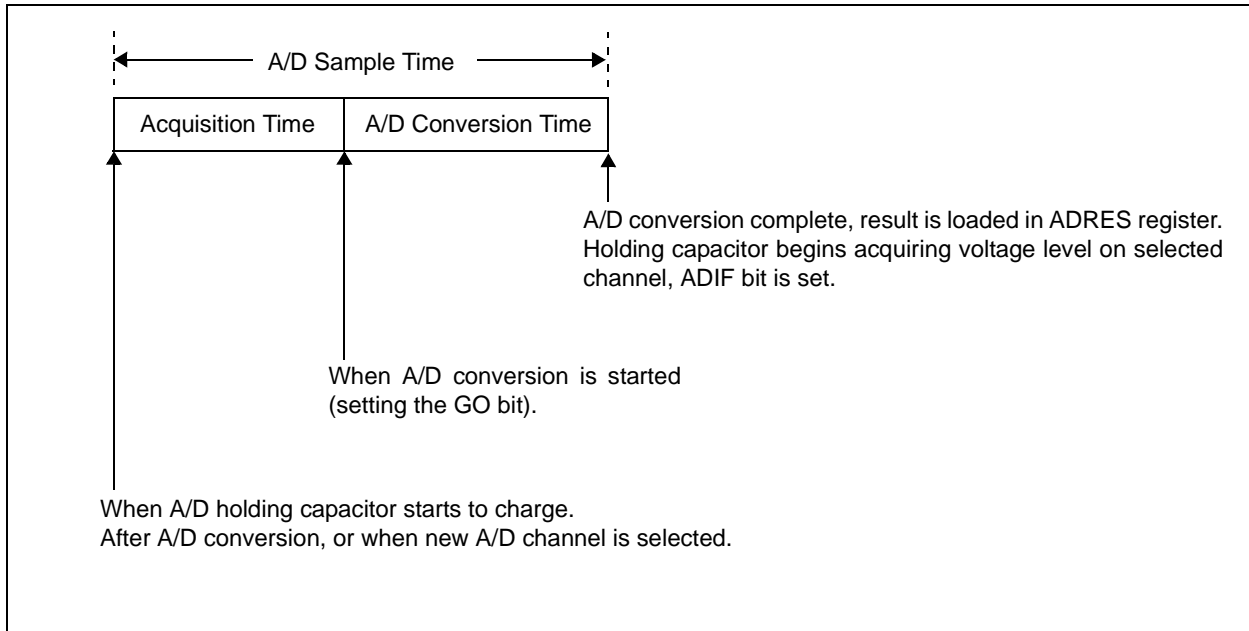 A/D Sample Time
Acquisition Time
A/D Conversion Time
A/D conversion complete, result is loaded in ADRES register.
Holding capacitor begins acquiring voltage level on selected
channel, ADIF bit is set.
When A/D conversion is started
(setting the GO bit).
When A/D holding capacitor starts to charge.
After A/D conversion, or when new A/D channel is selected.